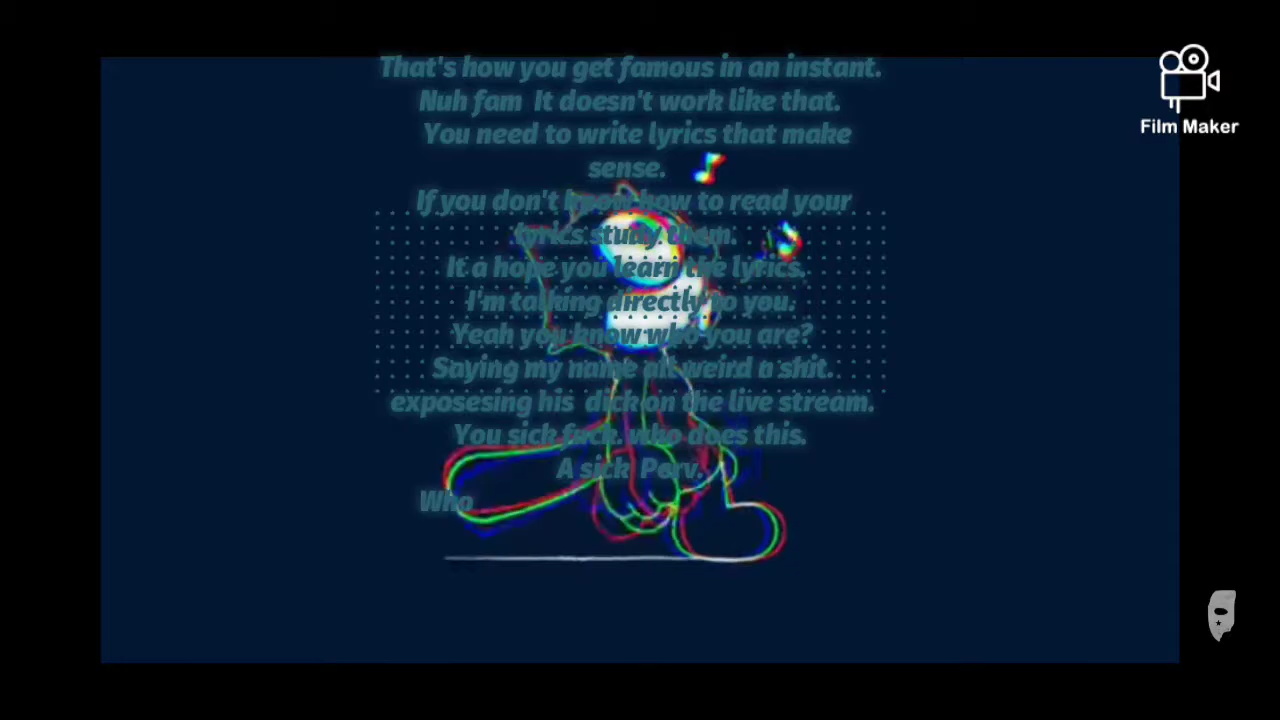 That's how you get famous in an instant.
Nuh fam It doesn't work like that.
You need to write lyrics that make
sense.
If you don't know how to read your
lyrics study them.
It a hope you learn the lyrics.
I'm talking directly to you.
Yeah you know who you are?
Saying my name all weird n shit.
exposesing his dick on the live stream.
You sick fuck. who does this.
A sick Perv.
Who
Film Maker